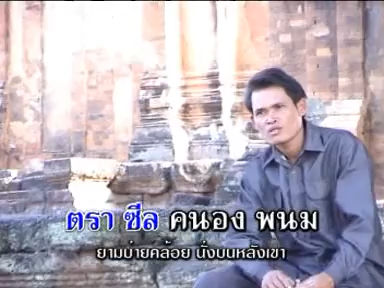 ตรา ซีล คนอง พนม
ยามบ่ายคล้อย นั่งบนหลังเขา